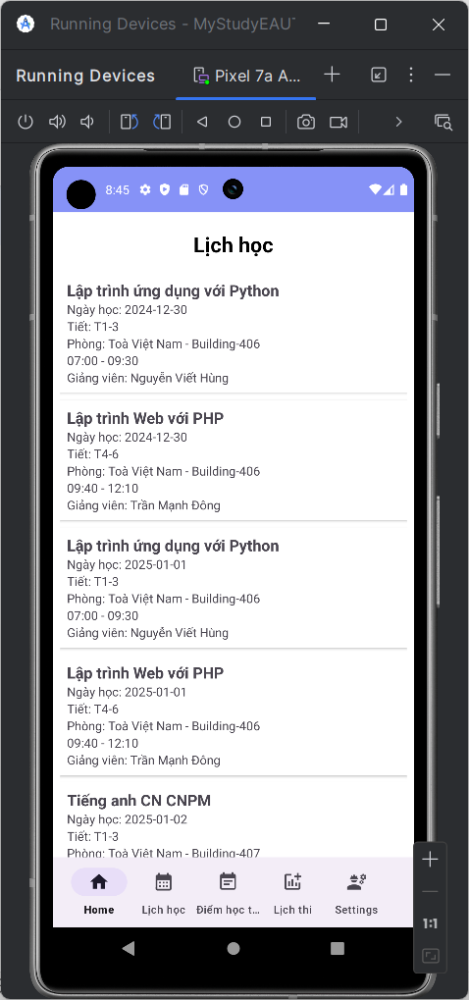 Running Devices - MyStudyEAUT
Running Devices
Pixel 7a A...
8:45
Lịch học
Lập trình ứng dụng với Python
Ngày học: 2024-12-30
Tiết: T1-3
Phòng: Toà Việt Nam - Building-406
07:00 - 09:30
Giảng viên: Nguyễn Viết Hùng
Lập trình Web với PHP
Ngày học: 2024-12-30
Tiết: T4-6
Phòng: Toà Việt Nam - Building-406
09:40 - 12:10
Giảng viên: Trần Mạnh Đông
Lập trình ứng dụng với Python
Ngày học: 2025-01-01
Tiết: T1-3
Phòng: Toà Việt Nam - Building-406
07:00 - 09:30
Giảng viên: Nguyễn Viết Hùng
Lập trình Web với PHP
Ngày học: 2025-01-01
Tiết: T4-6
Phòng: Toà Việt Nam - Building-406
09:40 - 12:10
Giảng viên: Trần Mạnh Đông
Tiếng anh CN CNPM
Ngày học: 2025-01-02
Tiết: T1-3
Phòng: Toà Việt Nam - Building-407
Home
Lịch học
Điểm học t...
Lịch thi
Settings
1:1